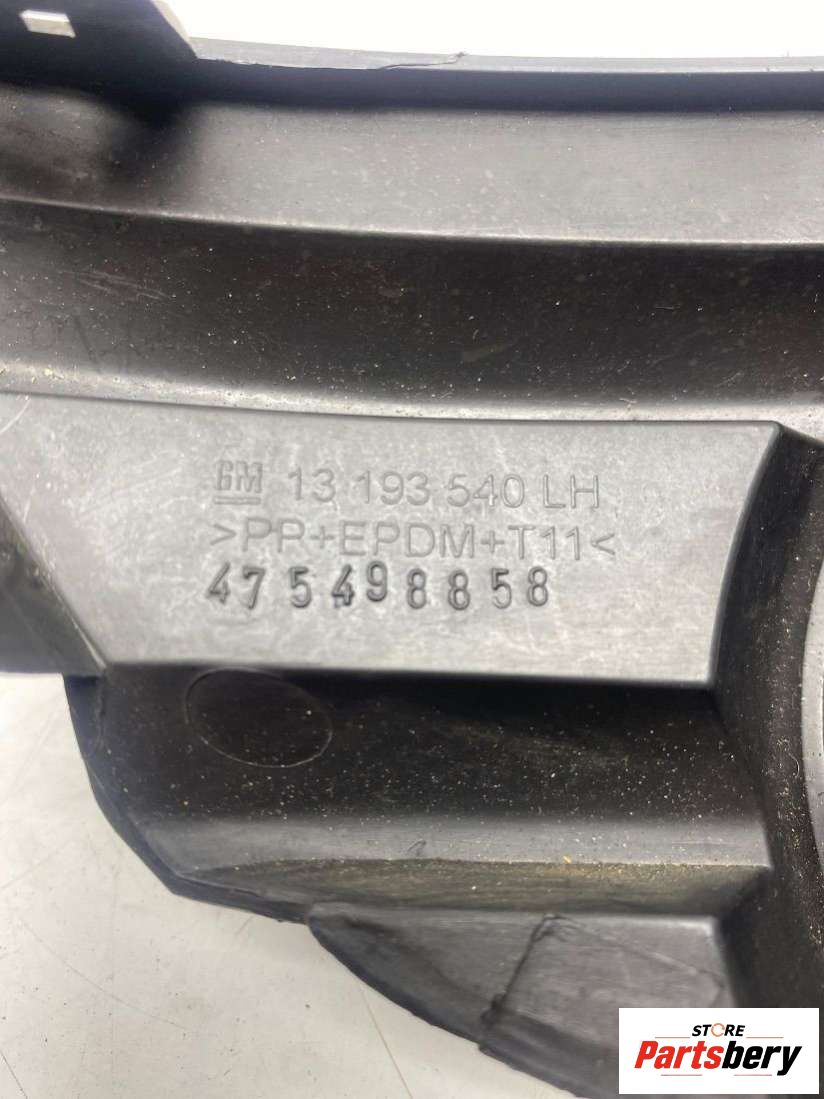 GM 13 193 540 LH
>PP+EPDM+T11<
475498858
STORE
Partsbery